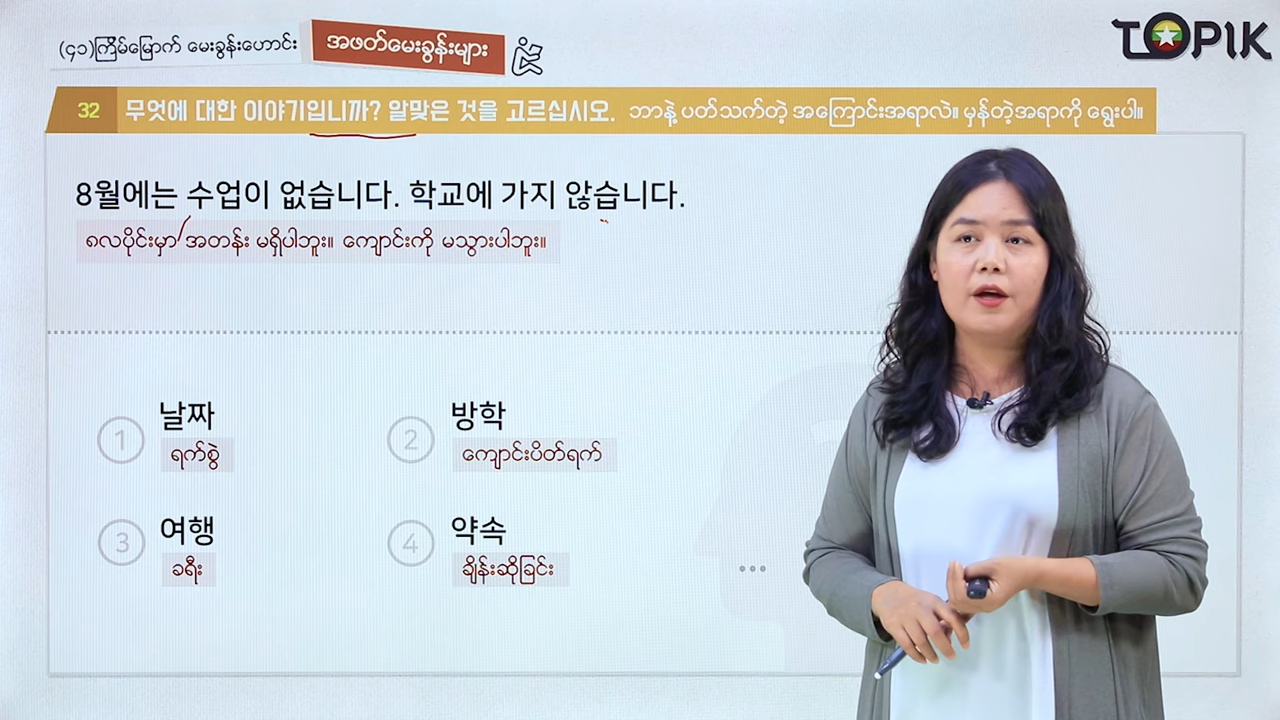 (၄၁)ကြိမ်မြောက် မေးခွန်းဟောင်း
အဖတ်မေးခွန်းများ
TOPIK
32 무엇에 대한 이야기입니까? 알맞은 것을 고르십시오. ဘာနဲ့ ပတ်သက်တဲ့ အကြောင်းအရာလဲ။ မှန်တဲ့အရာကို ရွေးပါ။
8월에는 수업이 없습니다. 학교에 가지 않습니다.
၈လပိုင်းမှာ အတန်း မရှိပါဘူး။ ကျောင်းကို မသွားပါဘူး။
1 날짜
ရက်စွဲ
2 방학
ကျောင်းပိတ်ရက်
3 여행
ခရီး
4 약속
ချိန်းဆိုခြင်း
...